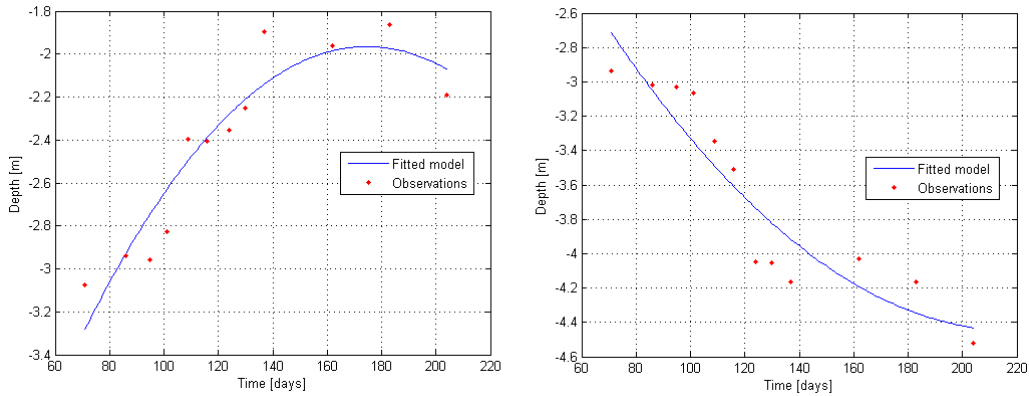 -1.8
-2
-2.2
-2.4
-2.6
-2.8
-3
-3.2
-3.4
Depth [m]
Fitted model
Observations
60 80 100 120 140 160 180 200 220
Time [days]
-2.6
-2.8
-3
-3.2
-3.4
-3.6
-3.8
-4
-4.2
-4.4
-4.6
Depth [m]
Fitted model
Observations
60 80 100 120 140 160 180 200 220
Time [days]